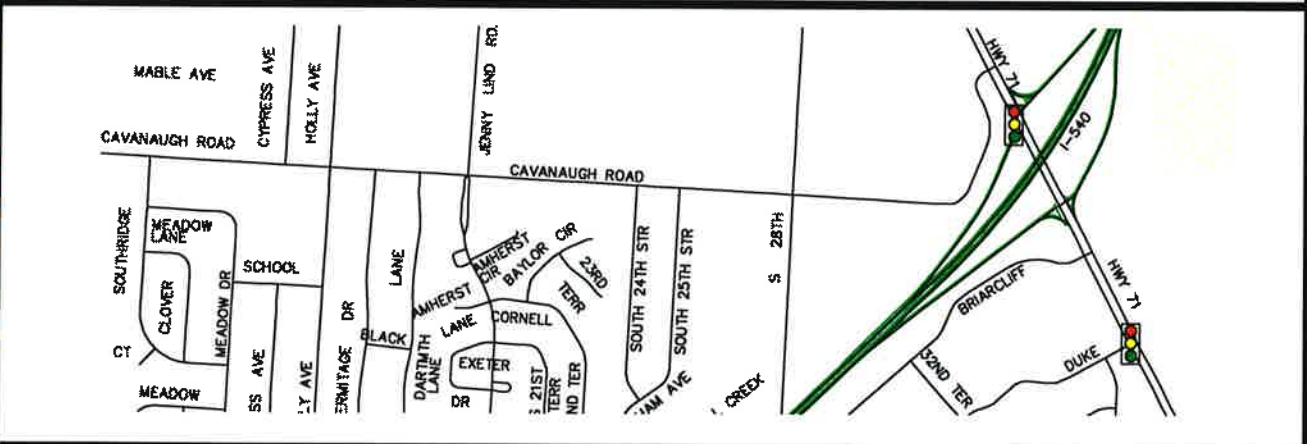 MABLE AVE
CYPRESS AVE
HOLLY AVE
JENNY LIND RD.
HWY 71
I-540
CAVANAUGH ROAD
CAVANAUGH ROAD
SOUTHRIDGE
MEADOW
LANE
SCHOOL
CLOVER
MEADOW DR
CT
MEADOW
SS AVE
LY AVE
ERMITAGE DR
BLACK
LANE
DARTMTH
LANE
AMHERST
CIR
AMHERST
LANE
BAYLOR CIR
23RD
TERR
CORNELL
EXETER
DR
S 21ST
TERR
ND TER
SOUTH 24TH STR
SOUTH 25TH STR
HAM AVE
CREEK
S 28TH
BRIARCLIFF
32ND TER
DUKE
HWY 71